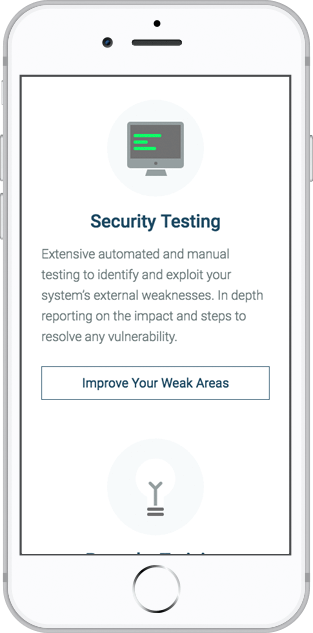 Security Testing
Extensive automated and manual
testing to identify and exploit your
system's external weaknesses. In depth
reporting on the impact and steps to
resolve any vulnerability.
Improve Your Weak Areas